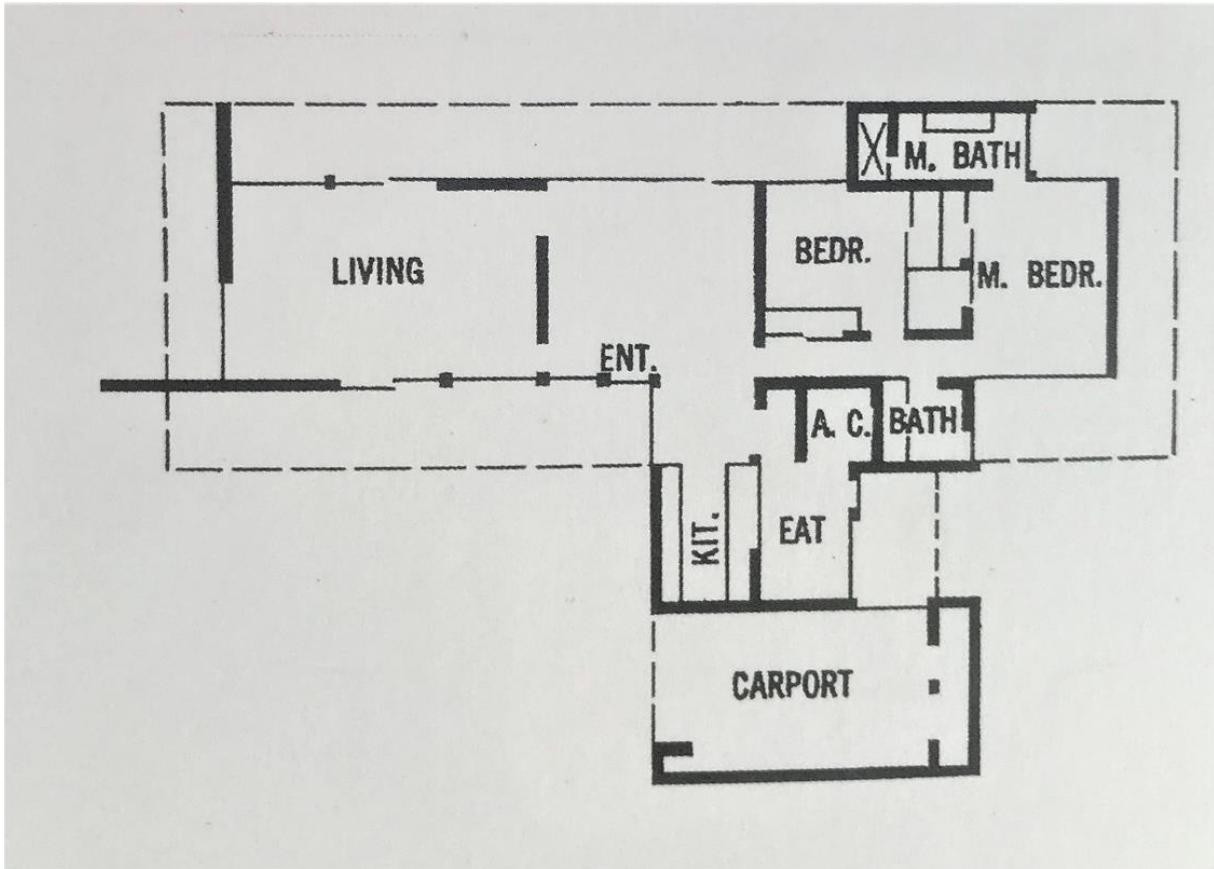 M. BATH
LIVING
BEDR.
M. BEDR.
ENT.
A. C.
BATH
KIT.
EAT
CARPORT